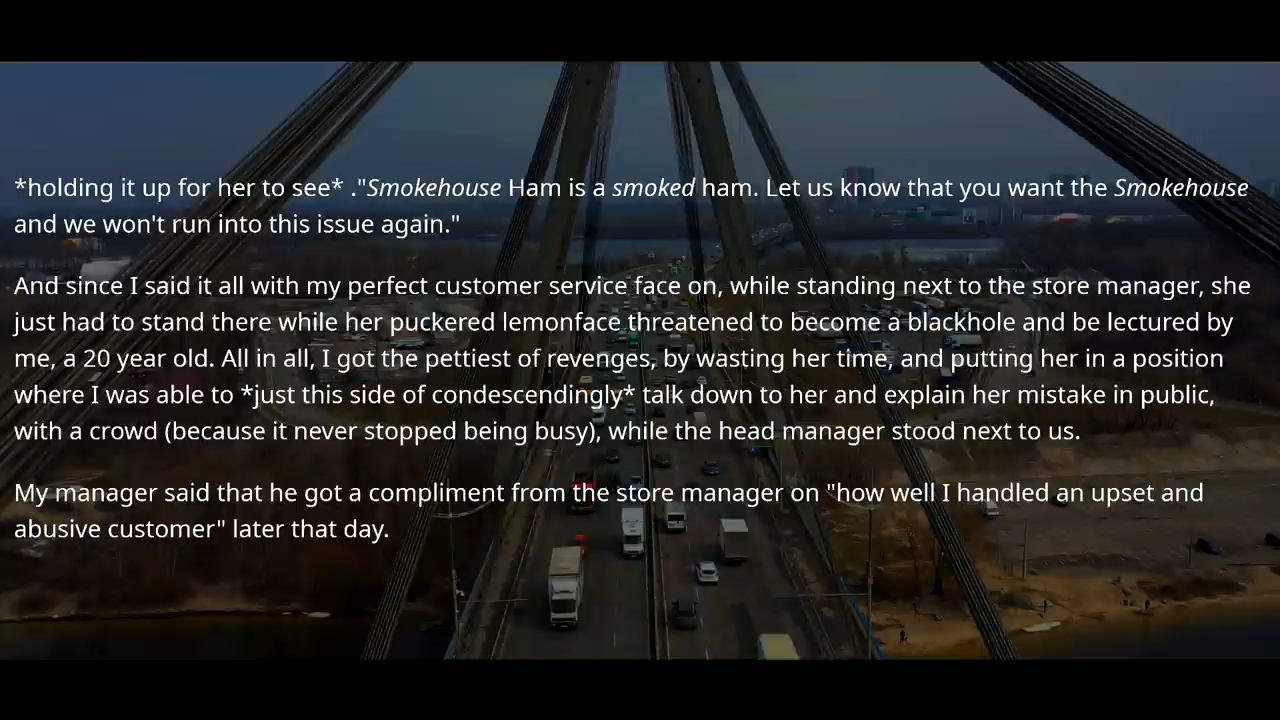 *holding it up for her to see* ."Smokehouse Ham is a smoked ham. Let us know that you want the Smokehouse
and we won't run into this issue again."
And since I said it all with my perfect customer service face on, while standing next to the store manager, she
just had to stand there while her puckered lemonface threatened to become a blackhole and be lectured by
me, a 20 year old. All in all, I got the pettiest of revenges, by wasting her time, and putting her in a position
where I was able to *just this side of condescendingly* talk down to her and explain her mistake in public,
with a crowd (because it never stopped being busy), while the head manager stood next to us.
My manager said that he got a compliment from the store manager on "how well I handled an upset and
abusive customer" later that day.